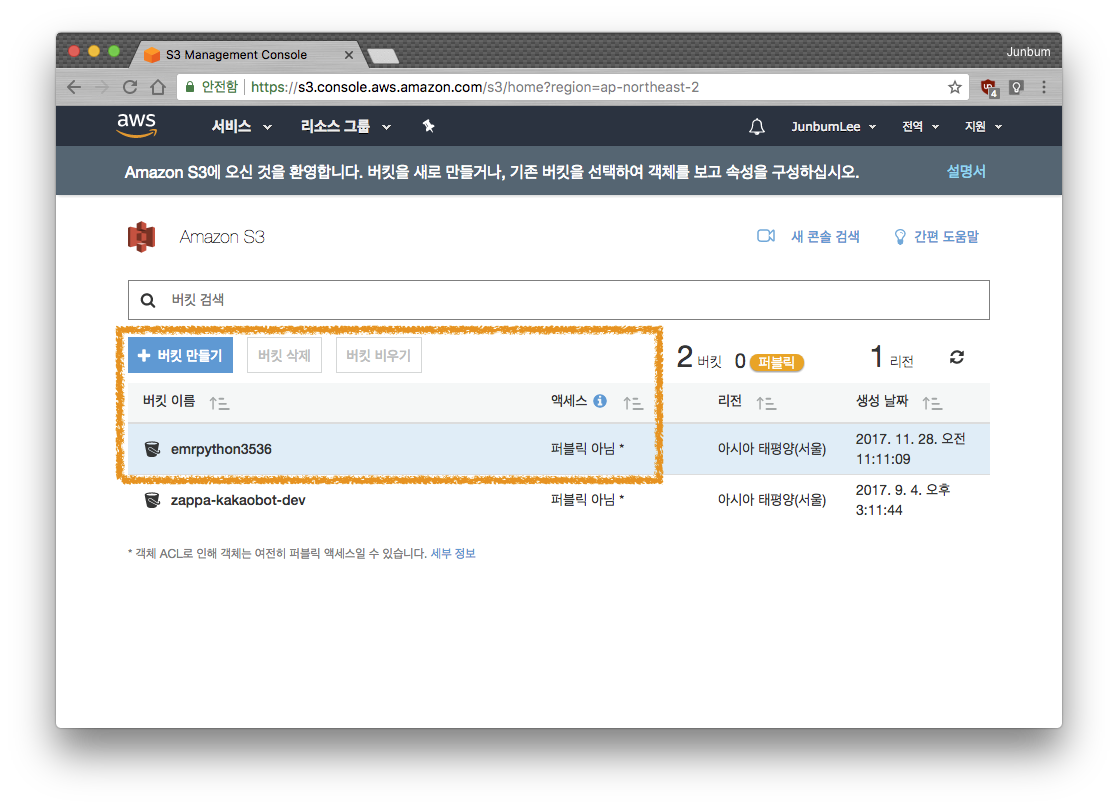 S3 Management Console
Junbum
안전함 https://s3.console.aws.amazon.com/s3/home?region=ap-northeast-2
4
aws 서비스 리소스 그룹 JunbumLee 전역 지원
Amazon S3에 오신 것을 환영합니다. 버킷을 새로 만들거나, 기존 버킷을 선택하여 객체를 보고 속성을 구성하십시오. 설명서
Amazon S3 새 콘솔 검색 간편 도움말
버킷 검색
+ 버킷 만들기 버킷 삭제 버킷 비우기 2 버킷 0 퍼블릭 1 리전
버킷 이름 액세스 리전 생성 날짜
emrpython3536 퍼블릭 아님 * 아시아 태평양(서울) 2017. 11. 28. 오전
11:11:09
zappa-kakaobot-dev 퍼블릭 아님 * 아시아 태평양(서울) 2017. 9. 4. 오후
3:11:44
* 객체 ACL로 인해 객체는 여전히 퍼블릭 액세스일 수 있습니다. 세부 정보